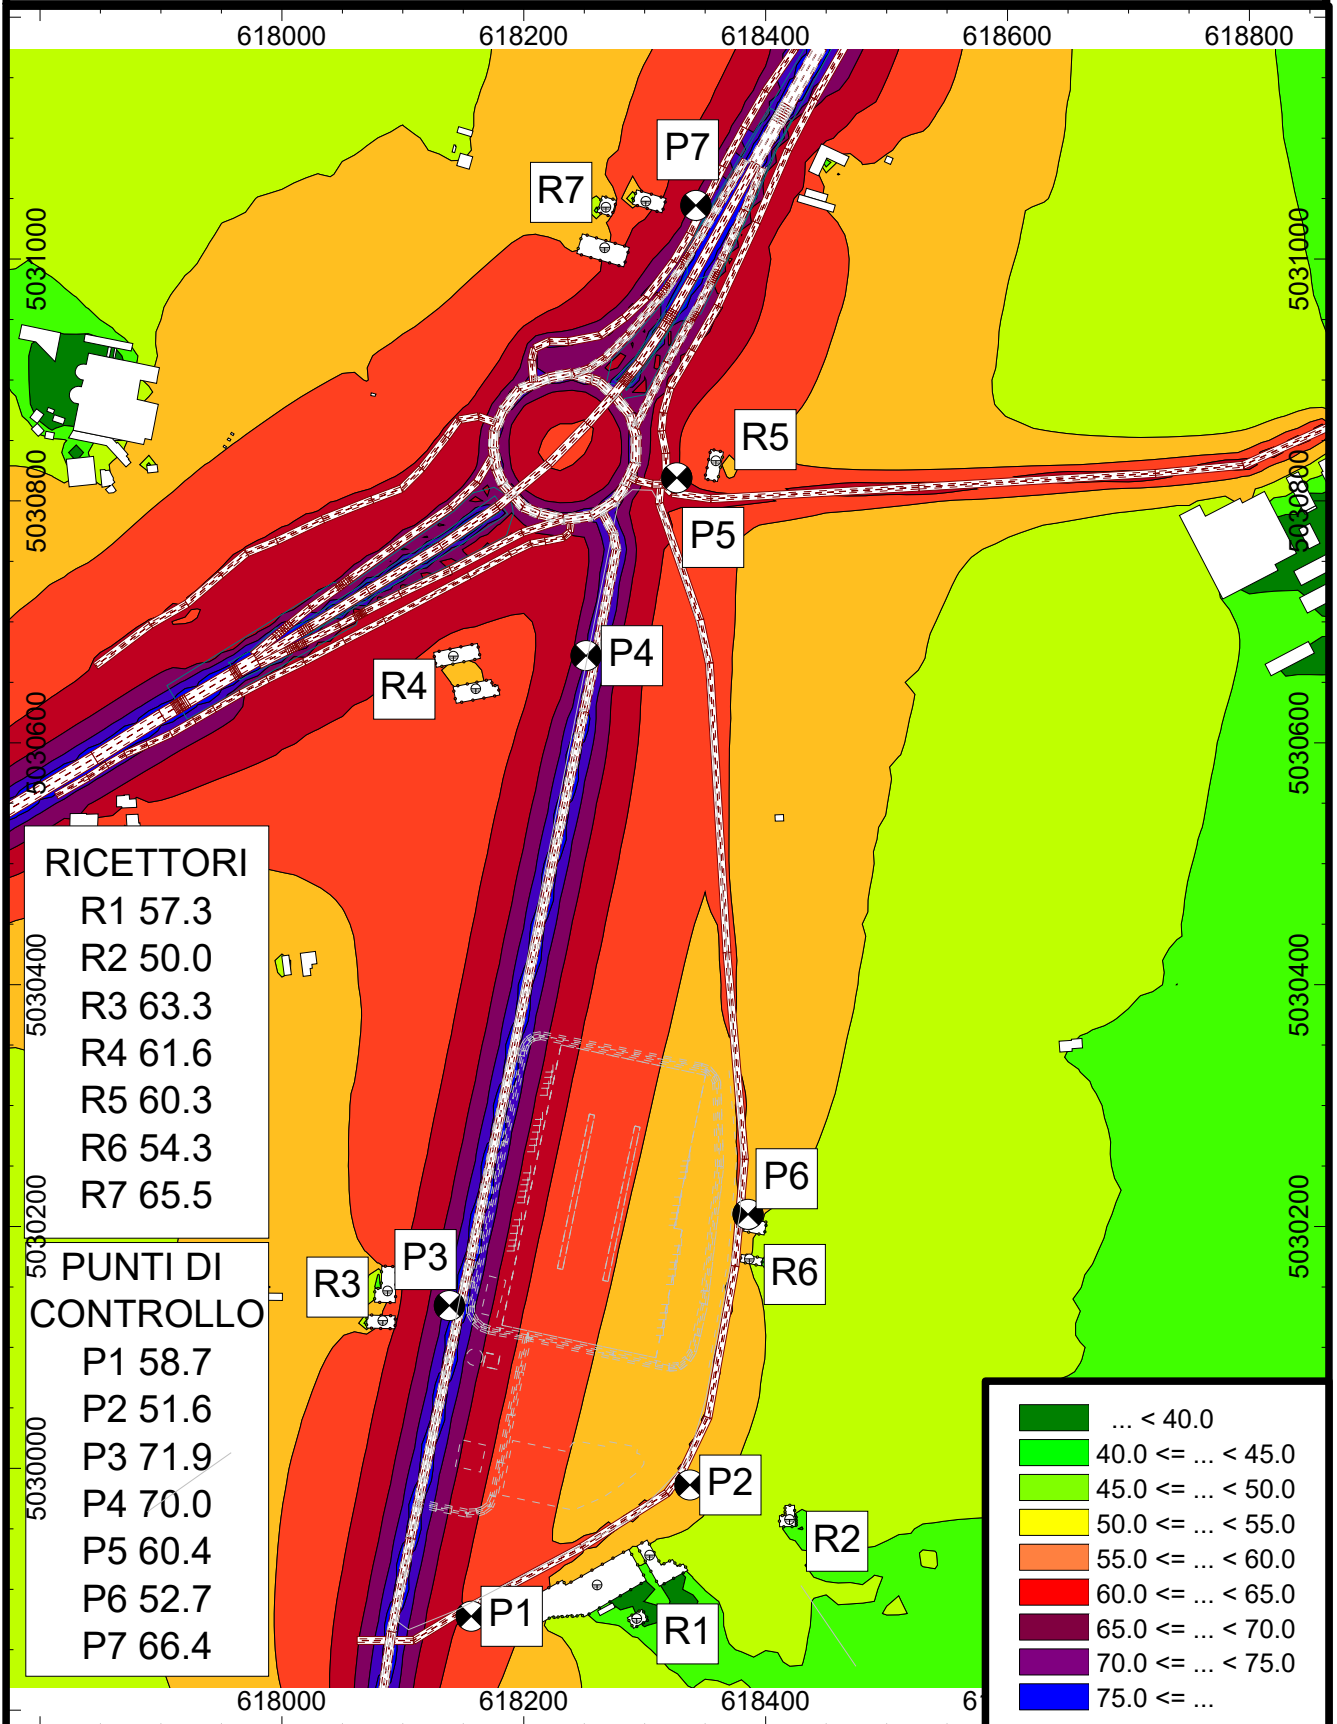 618000 618200 618400 618600 618800
P7
R7
5031000 5031000
R5
5030800 5030800
P5
P4
R4
5030600 5030600
RICETTORI
R1 57.3
R2 50.0
R3 63.3
R4 61.6
R5 60.3
R6 54.3
R7 65.5
5030400 5030400
P6
5030200 5030200
P3
R3
R6
PUNTI DI
CONTROLLO
P1 58.7
P2 51.6
P3 71.9
P4 70.0
P5 60.4
P6 52.7
P7 66.4
5030000
P2
R2
P1
R1
... < 40.0
40.0 <= ... < 45.0
45.0 <= ... < 50.0
50.0 <= ... < 55.0
55.0 <= ... < 60.0
60.0 <= ... < 65.0
65.0 <= ... < 70.0
70.0 <= ... < 75.0
75.0 <= ...
618000 618200 618400